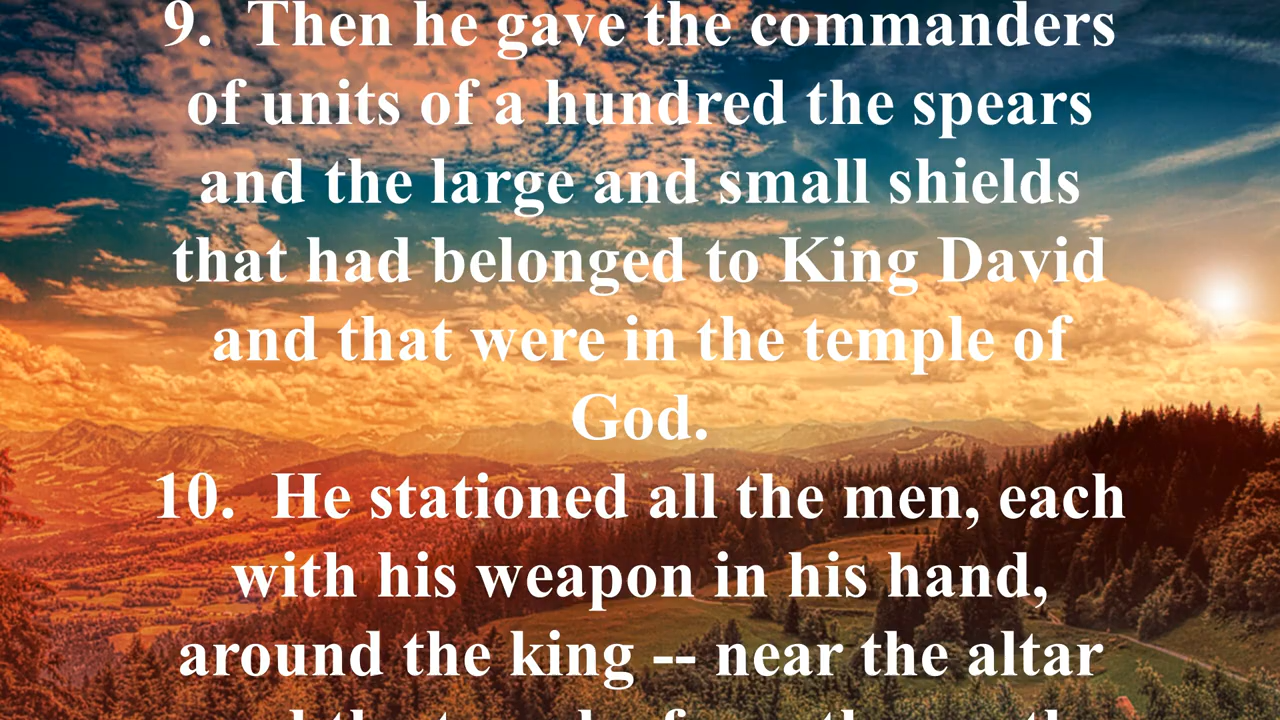 9.  Then he gave the commanders
of units of a hundred the spears
and the large and small shields
that had belonged to King David
and that were in the temple of
God.
10.  He stationed all the men, each
with his weapon in his hand,
around the king -- near the altar